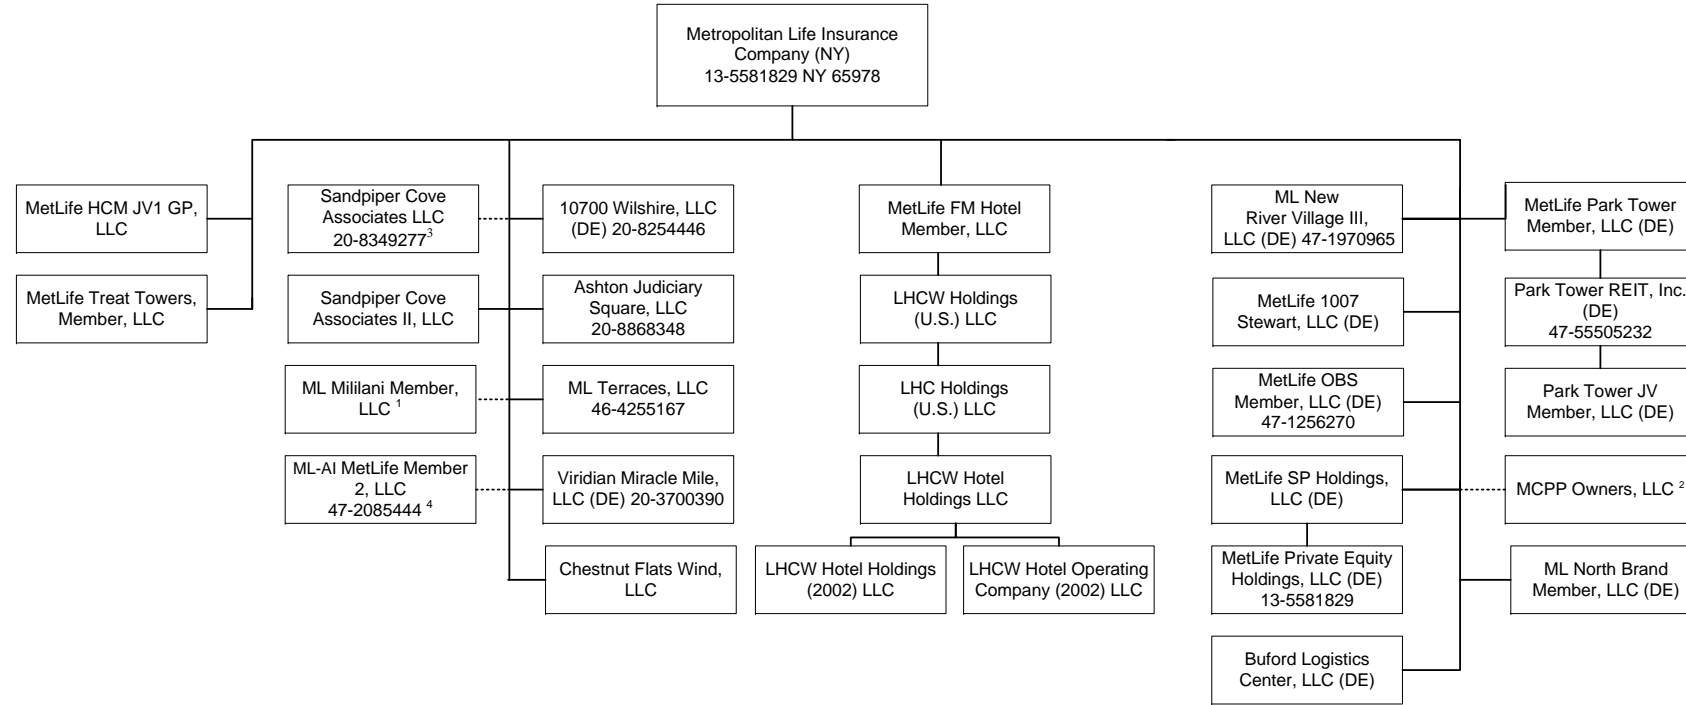 Metropolitan Life Insurance
Company (NY)
13-5581829 NY 65978
MetLife HCM JV1 GP,
LLC
MetLife Treat Towers,
Member, LLC
Sandpiper Cove
Associates LLC
20-8349277³
Sandpiper Cove
Associates II, LLC
ML Mililani Member,
LLC ¹
ML-AI MetLife Member
2, LLC
47-2085444 ⁴
10700 Wilshire, LLC
(DE) 20-8254446
Ashton Judiciary
Square, LLC
20-8868348
ML Terraces, LLC
46-4255167
Viridian Miracle Mile,
LLC (DE) 20-3700390
Chestnut Flats Wind,
LLC
MetLife FM Hotel
Member, LLC
LHCW Holdings
(U.S.) LLC
LHC Holdings
(U.S.) LLC
LHCW Hotel
Holdings LLC
LHCW Hotel Holdings
(2002) LLC
LHCW Hotel Operating
Company (2002) LLC
ML New
River Village III,
LLC (DE) 47-1970965
MetLife 1007
Stewart, LLC (DE)
MetLife OBS
Member, LLC (DE)
47-1256270
MetLife SP Holdings,
LLC (DE)
MetLife Private Equity
Holdings, LLC (DE)
13-5581829
Buford Logistics
Center, LLC (DE)
MetLife Park Tower
Member, LLC (DE)
Park Tower REIT, Inc.
(DE)
47-55505232
Park Tower JV
Member, LLC (DE)
MCPP Owners, LLC ²
ML North Brand
Member, LLC (DE)